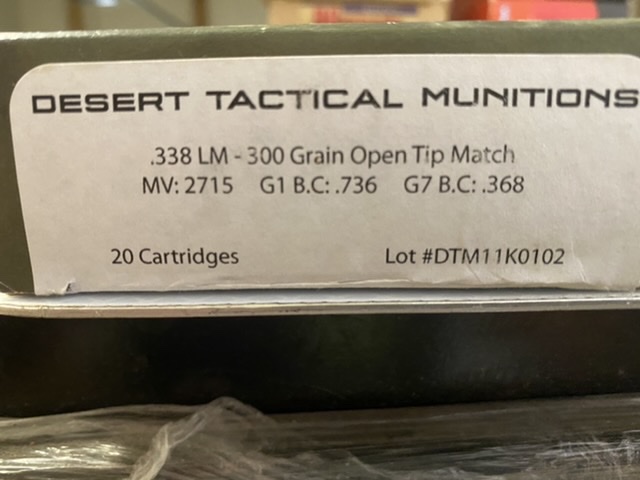 DESERT TACTICAL MUNITIONS
.338 LM - 300 Grain Open Tip Match
MV: 2715 G1 B.C: .736 G7 B.C: .368
20 Cartridges Lot #DTM11K0102